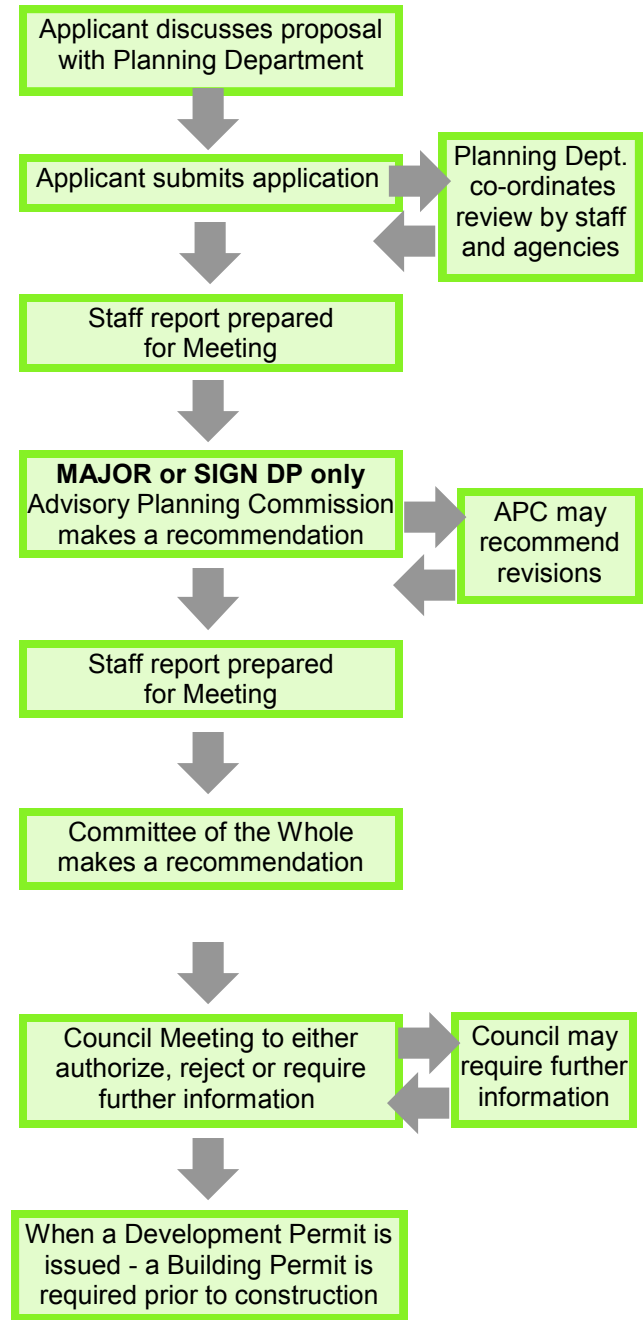 Applicant discusses proposal
with Planning Department
Applicant submits application
Planning Dept.
co-ordinates
review by staff
and agencies
Staff report prepared
for Meeting
MAJOR or SIGN DP only
Advisory Planning Commission
makes a recommendation
APC may
recommend
revisions
Staff report prepared
for Meeting
Committee of the Whole
makes a recommendation
Council Meeting to either
authorize, reject or require
further information
Council may
require further
information
When a Development Permit is
issued - a Building Permit is
required prior to construction